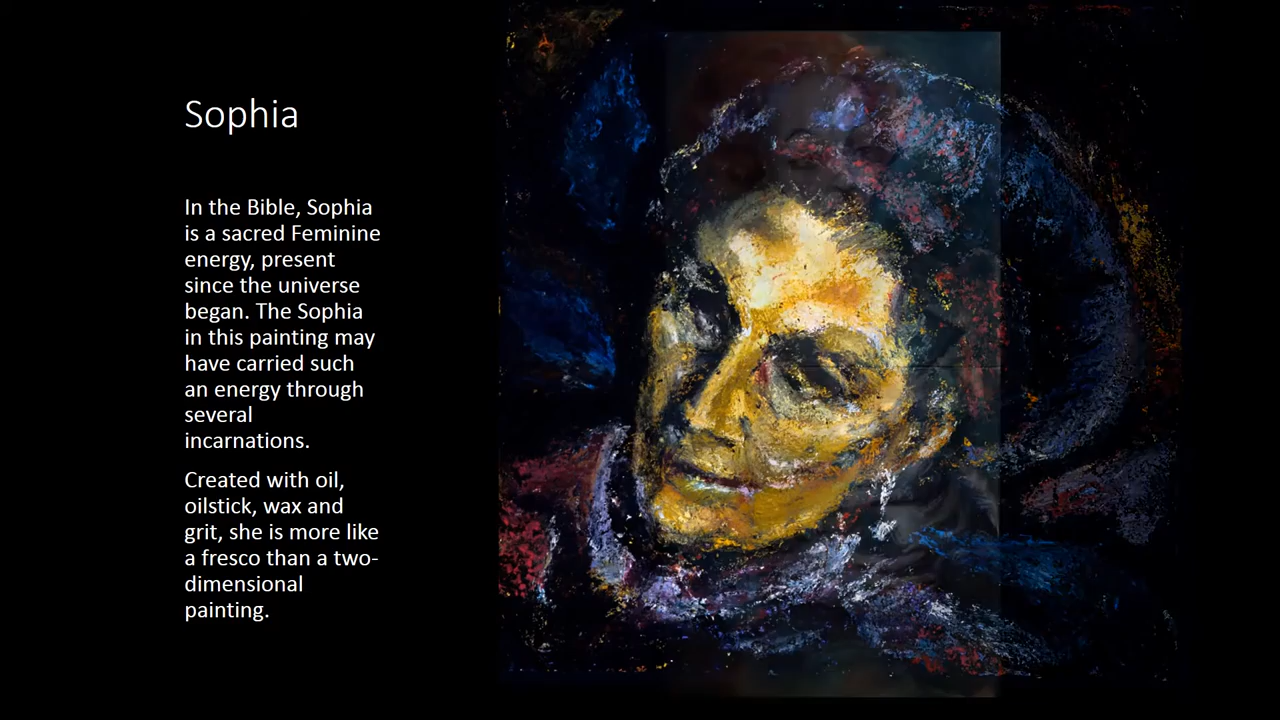 Sophia
In the Bible, Sophia
is a sacred Feminine
energy, present
since the universe
began. The Sophia
in this painting may
have carried such
an energy through
several
incarnations.
Created with oil,
oilstick, wax and
grit, she is more like
a fresco than a two-
dimensional
painting.